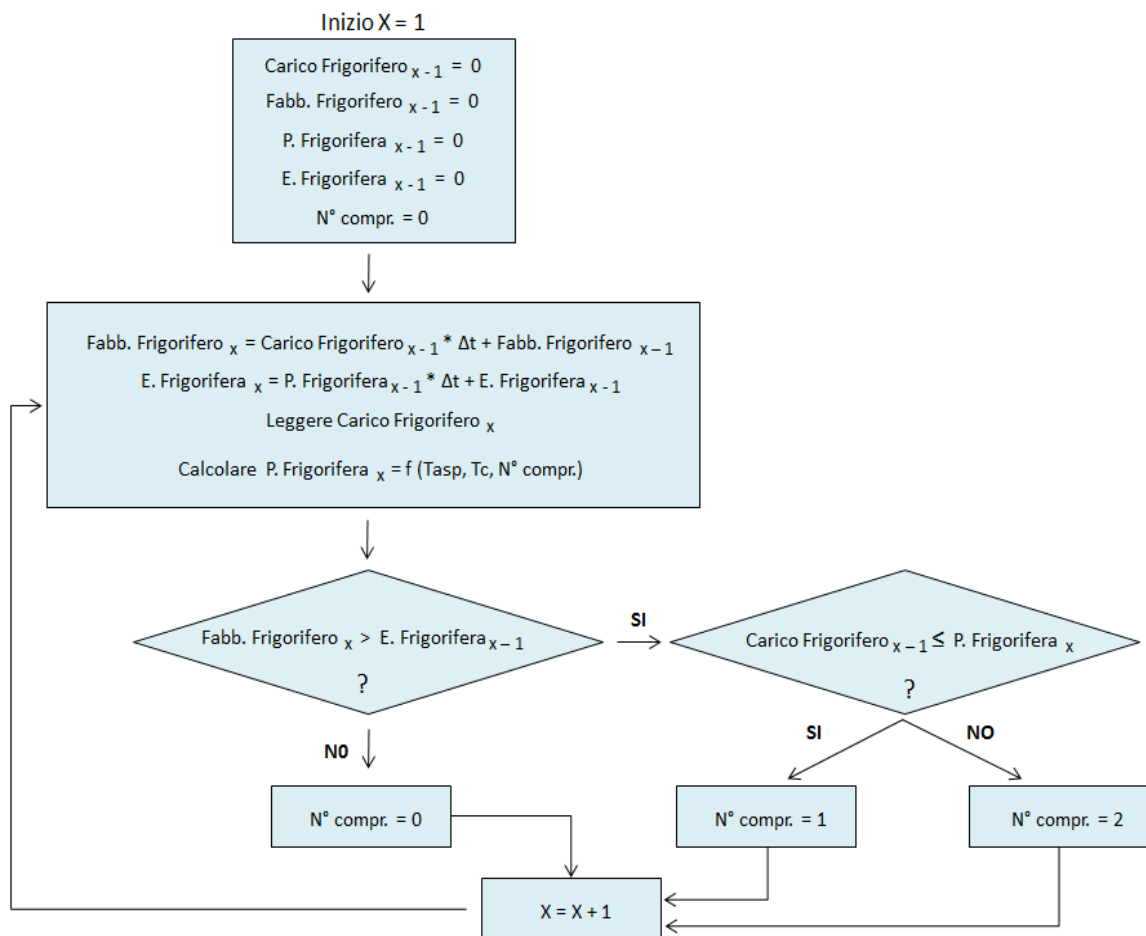 Inizio X = 1
Carico Frigorifero x - 1 = 0
Fabb. Frigorifero x - 1 = 0
P. Frigorifera x - 1 = 0
E. Frigorifera x - 1 = 0
N° compr. = 0
Fabb. Frigorifero x = Carico Frigorifero x - 1 * Δt + Fabb. Frigorifero x – 1
E. Frigorifera x = P. Frigorifera x - 1 * Δt + E. Frigorifera x - 1
Leggere Carico Frigorifero x
Calcolare P. Frigorifera x = f (Tasp, Tc, N° compr.)
Fabb. Frigorifero x > E. Frigorifera x – 1
?
SI
Carico Frigorifero x – 1 ≤ P. Frigorifera x
?
N0
SI
NO
N° compr. = 0
N° compr. = 1
N° compr. = 2
X = X + 1